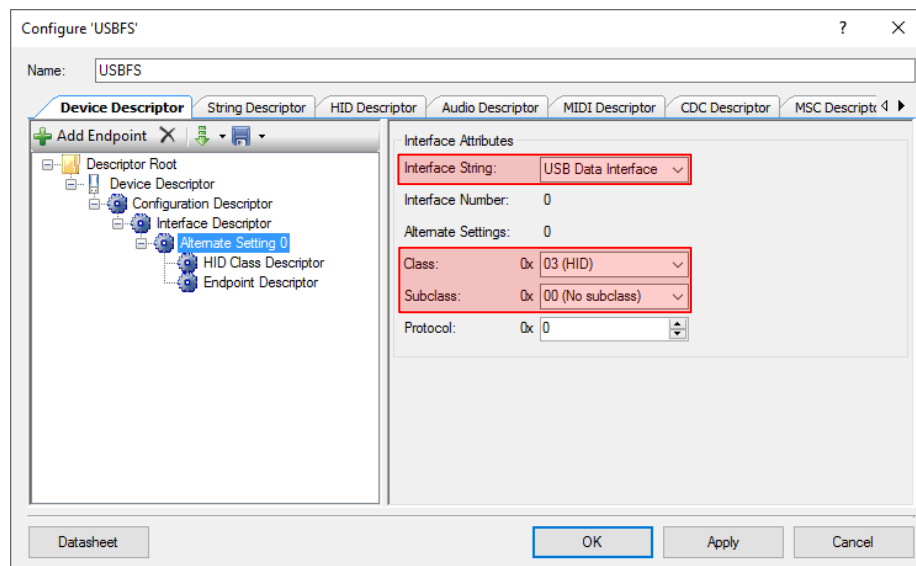 Configure 'USBFS'
?
Name: USBFS
Device Descriptor String Descriptor HID Descriptor Audio Descriptor MIDI Descriptor CDC Descriptor MSC Descripto
Add Endpoint
Descriptor Root
Device Descriptor
Configuration Descriptor
Interface Descriptor
Alternate Setting 0
HID Class Descriptor
Endpoint Descriptor
Interface Attributes
Interface String: USB Data Interface
Interface Number: 0
Alternate Settings: 0
Class: 0x 03 (HID)
Subclass: 0x 00 (No subclass)
Protocol: 0x 0
Datasheet OK Apply Cancel